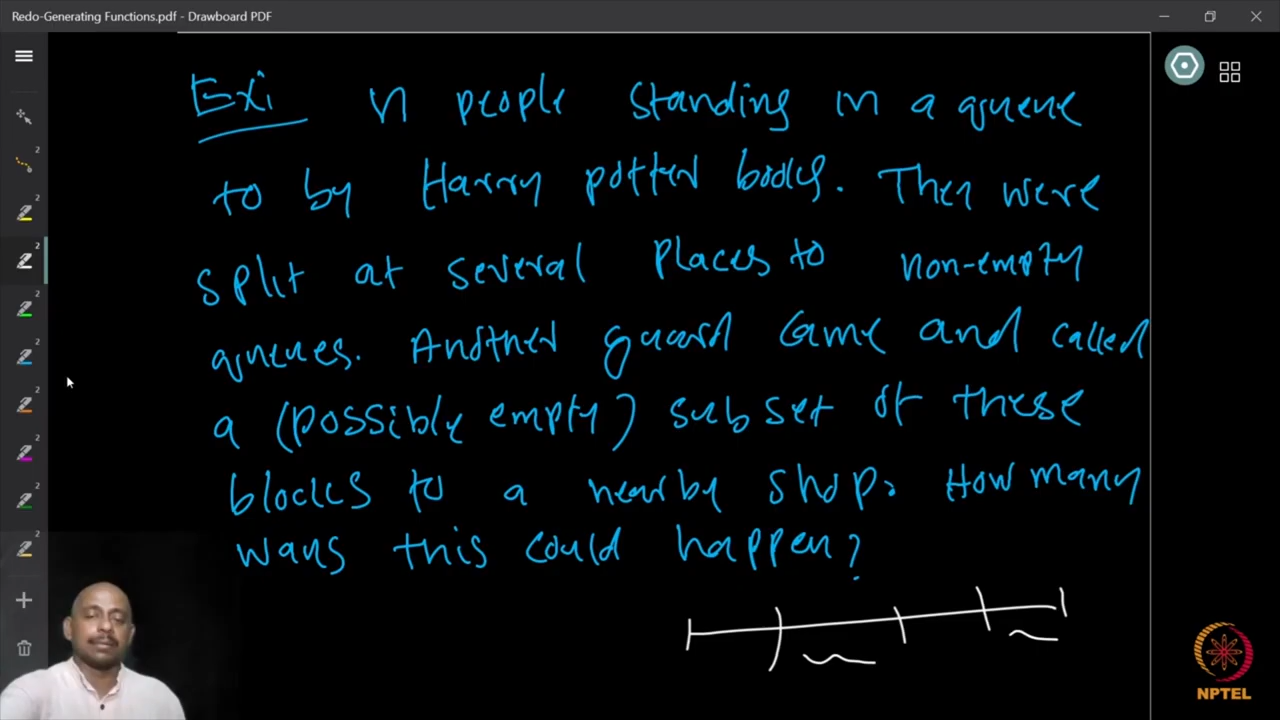 Redo-Generating Functions.pdf - Drawboard PDF
Ex: n people standing in a queue
to by Harry potter books. Then were
split at several places to non-empty
queues. Another guard came and called
a (possible empty) subset of these
blocks to a nearby shop. How many
ways this could happen?
NPTEL